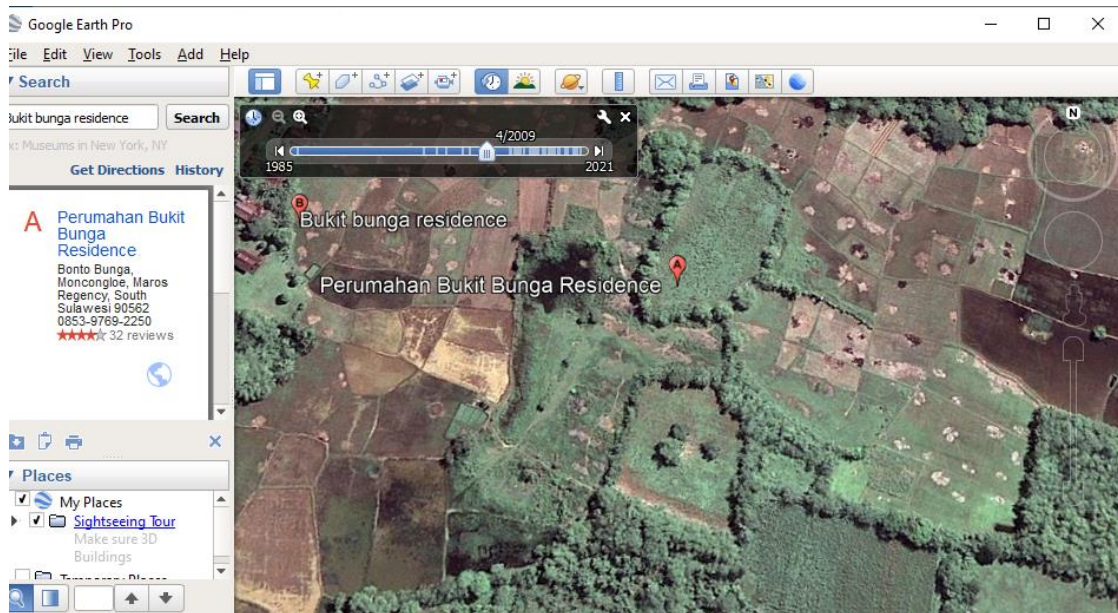 Google Earth Pro
File Edit View Tools Add Help
Search
Bukit bunga residence Search
ex: Museums in New York, NY
Get Directions History
A Perumahan Bukit
Bunga
Residence
Bonto Bunga,
Moncongloe, Maros
Regency, South
Sulawesi 90562
0853-9769-2250
32 reviews
Places
My Places
Sightseeing Tour
Make sure 3D
Buildings
Temporary Places
4/2009
1985 2021
N
B
Bukit bunga residence
A
Perumahan Bukit Bunga Residence